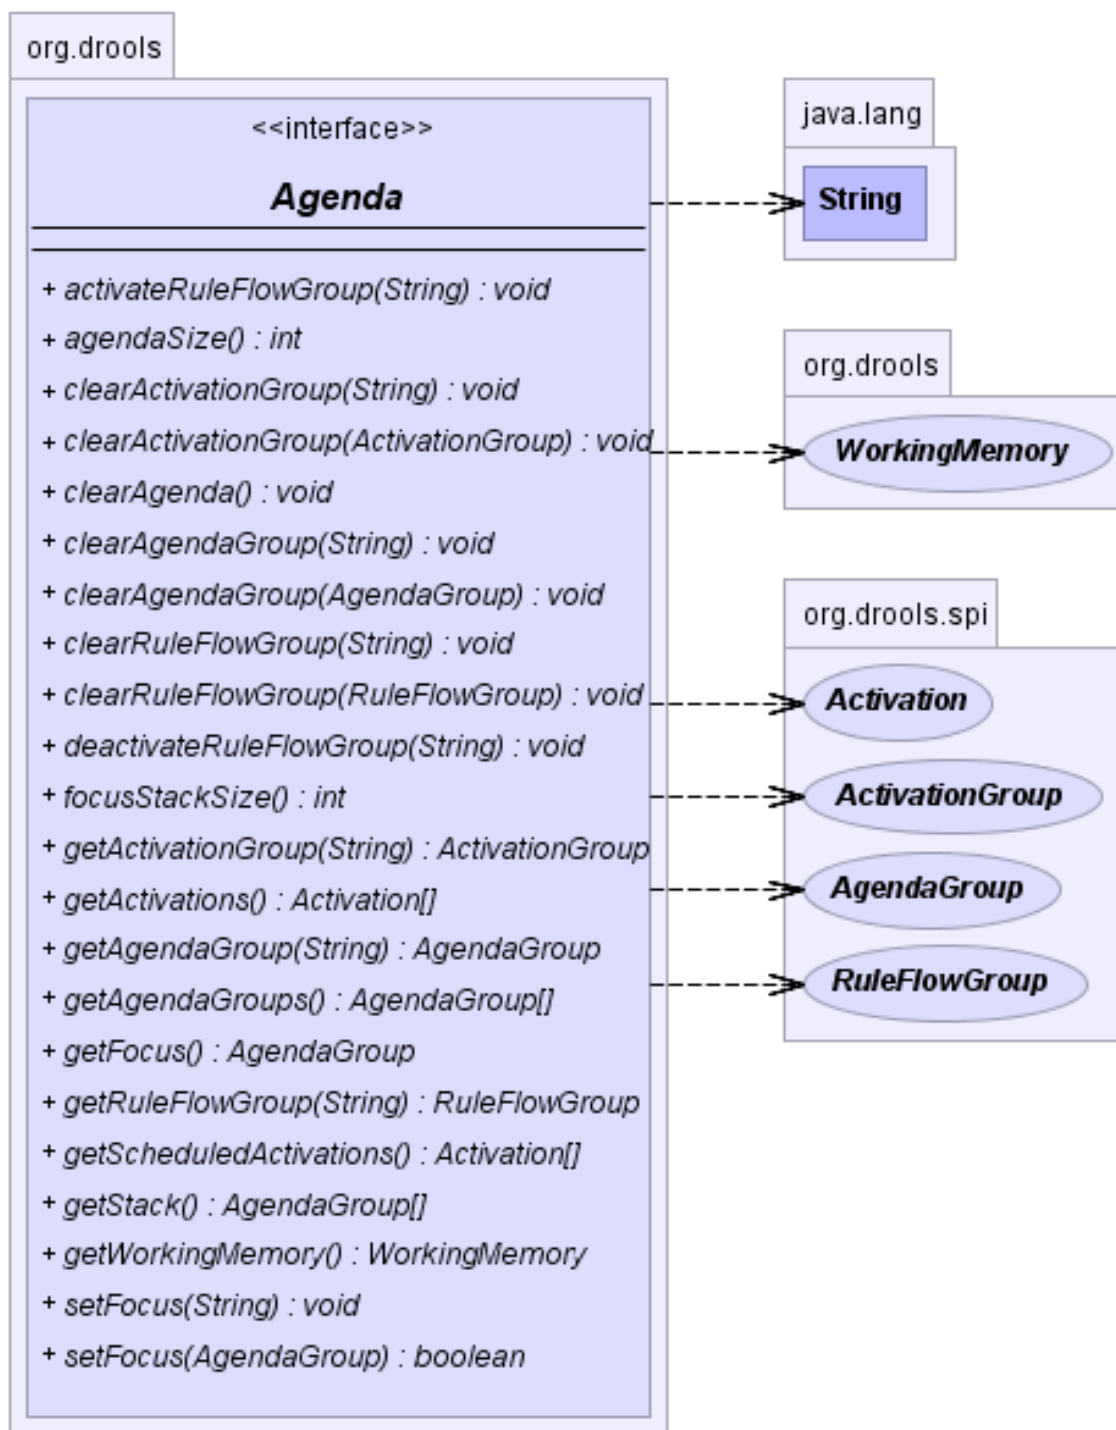 org.drools
<<interface>>
Agenda
+ activateRuleFlowGroup(String) : void
+ agendaSize() : int
+ clearActivationGroup(String) : void
+ clearActivationGroup(ActivationGroup) : void
+ clearAgenda() : void
+ clearAgendaGroup(String) : void
+ clearAgendaGroup(AgendaGroup) : void
+ clearRuleFlowGroup(String) : void
+ clearRuleFlowGroup(RuleFlowGroup) : void
+ deactivateRuleFlowGroup(String) : void
+ focusStackSize() : int
+ getActivationGroup(String) : ActivationGroup
+ getActivations() : Activation[]
+ getAgendaGroup(String) : AgendaGroup
+ getAgendaGroups() : AgendaGroup[]
+ getFocus() : AgendaGroup
+ getRuleFlowGroup(String) : RuleFlowGroup
+ getScheduledActivations() : Activation[]
+ getStack() : AgendaGroup[]
+ getWorkingMemory() : WorkingMemory
+ setFocus(String) : void
+ setFocus(AgendaGroup) : boolean
java.lang
String
org.drools
WorkingMemory
org.drools.spi
Activation
ActivationGroup
AgendaGroup
RuleFlowGroup